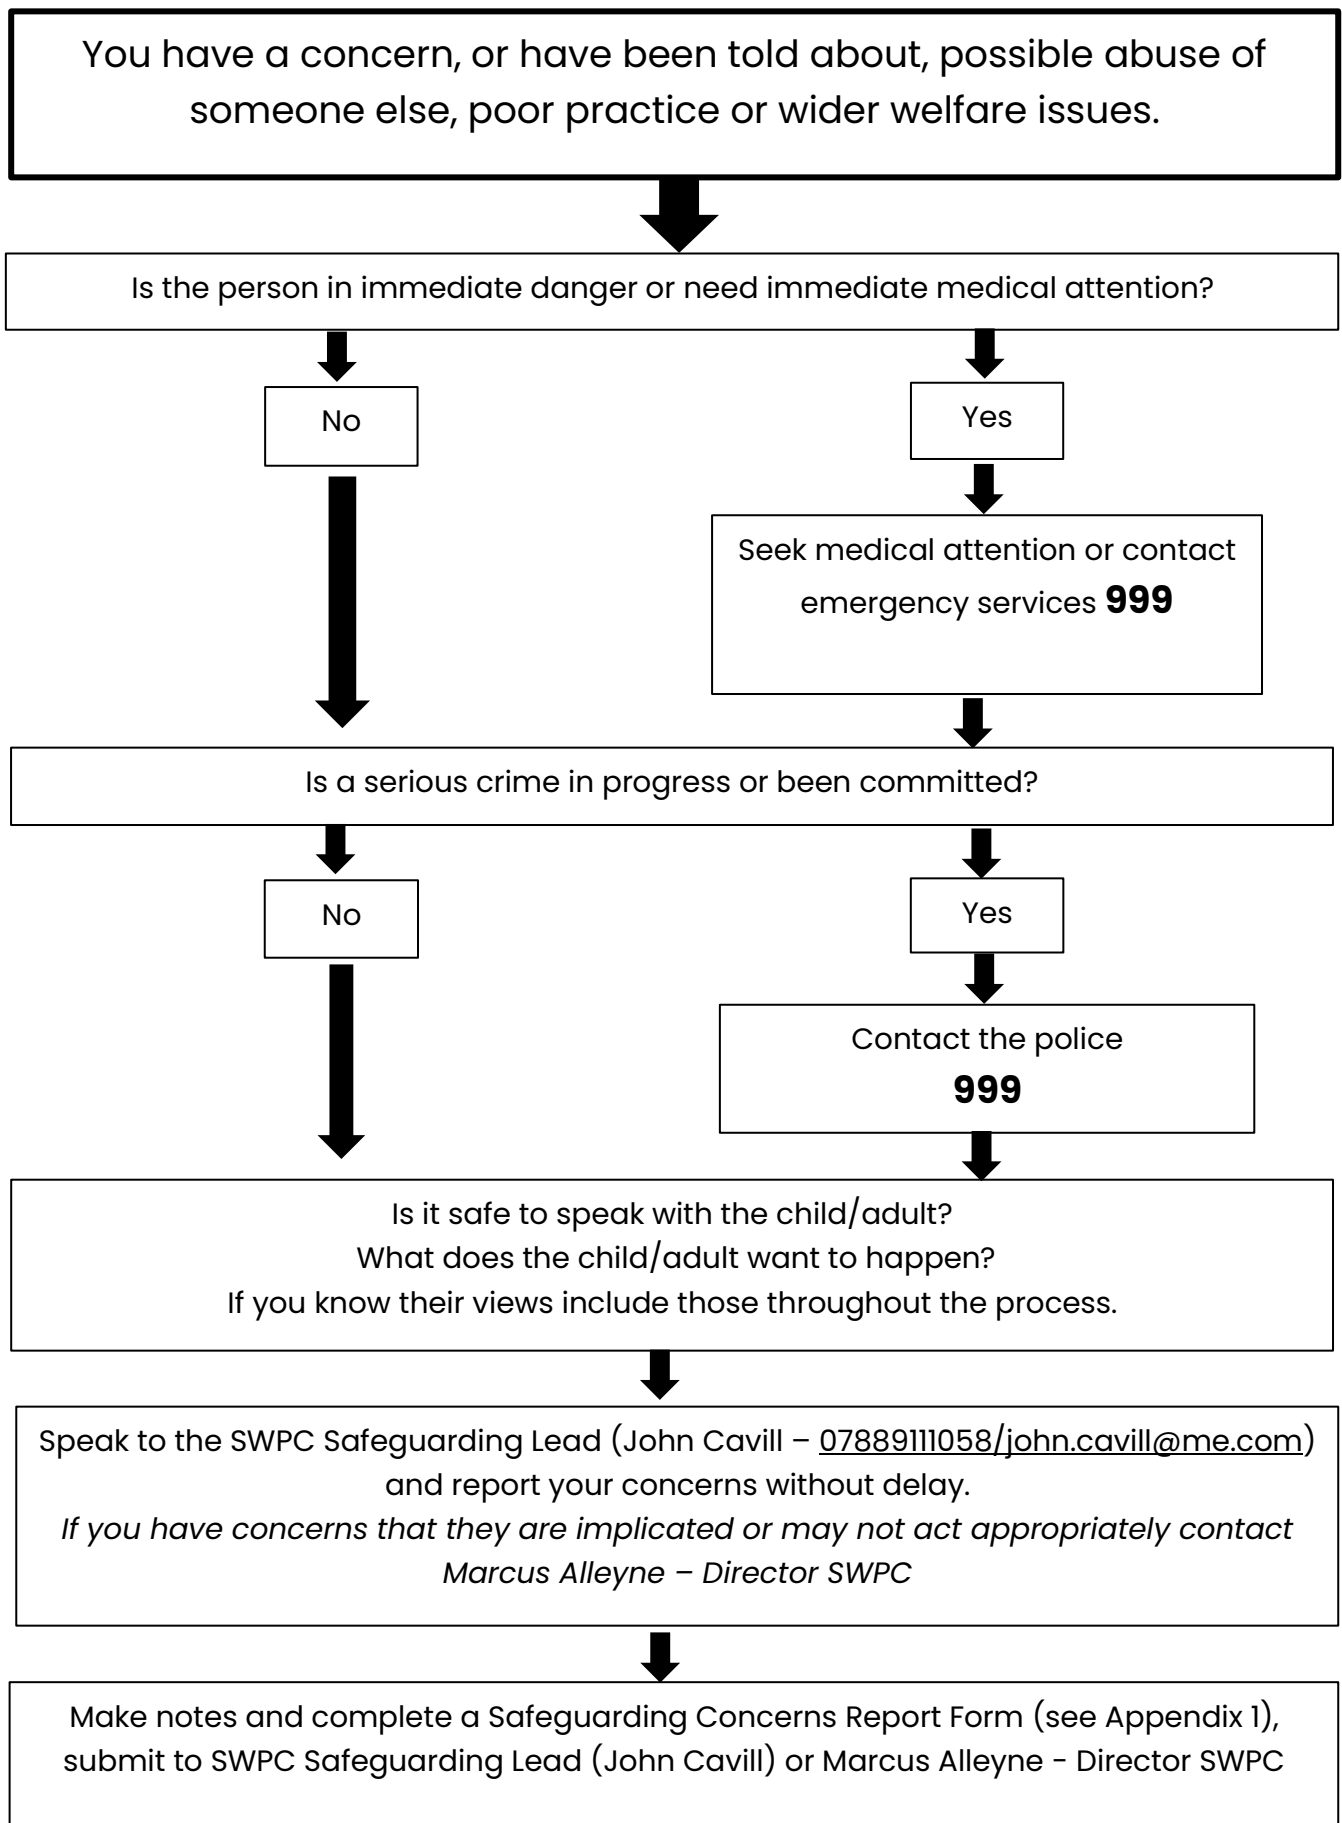 You have a concern, or have been told about, possible abuse of
someone else, poor practice or wider welfare issues.
Is the person in immediate danger or need immediate medical attention?
No
Yes
Seek medical attention or contact
emergency services 999
Is a serious crime in progress or been committed?
No
Yes
Contact the police
999
Is it safe to speak with the child/adult?
What does the child/adult want to happen?
If you know their views include those throughout the process.
Speak to the SWPC Safeguarding Lead (John Cavill – 07889111058/john.cavill@me.com)
and report your concerns without delay.
If you have concerns that they are implicated or may not act appropriately contact
Marcus Alleyne – Director SWPC
Make notes and complete a Safeguarding Concerns Report Form (see Appendix 1),
submit to SWPC Safeguarding Lead (John Cavill) or Marcus Alleyne - Director SWPC